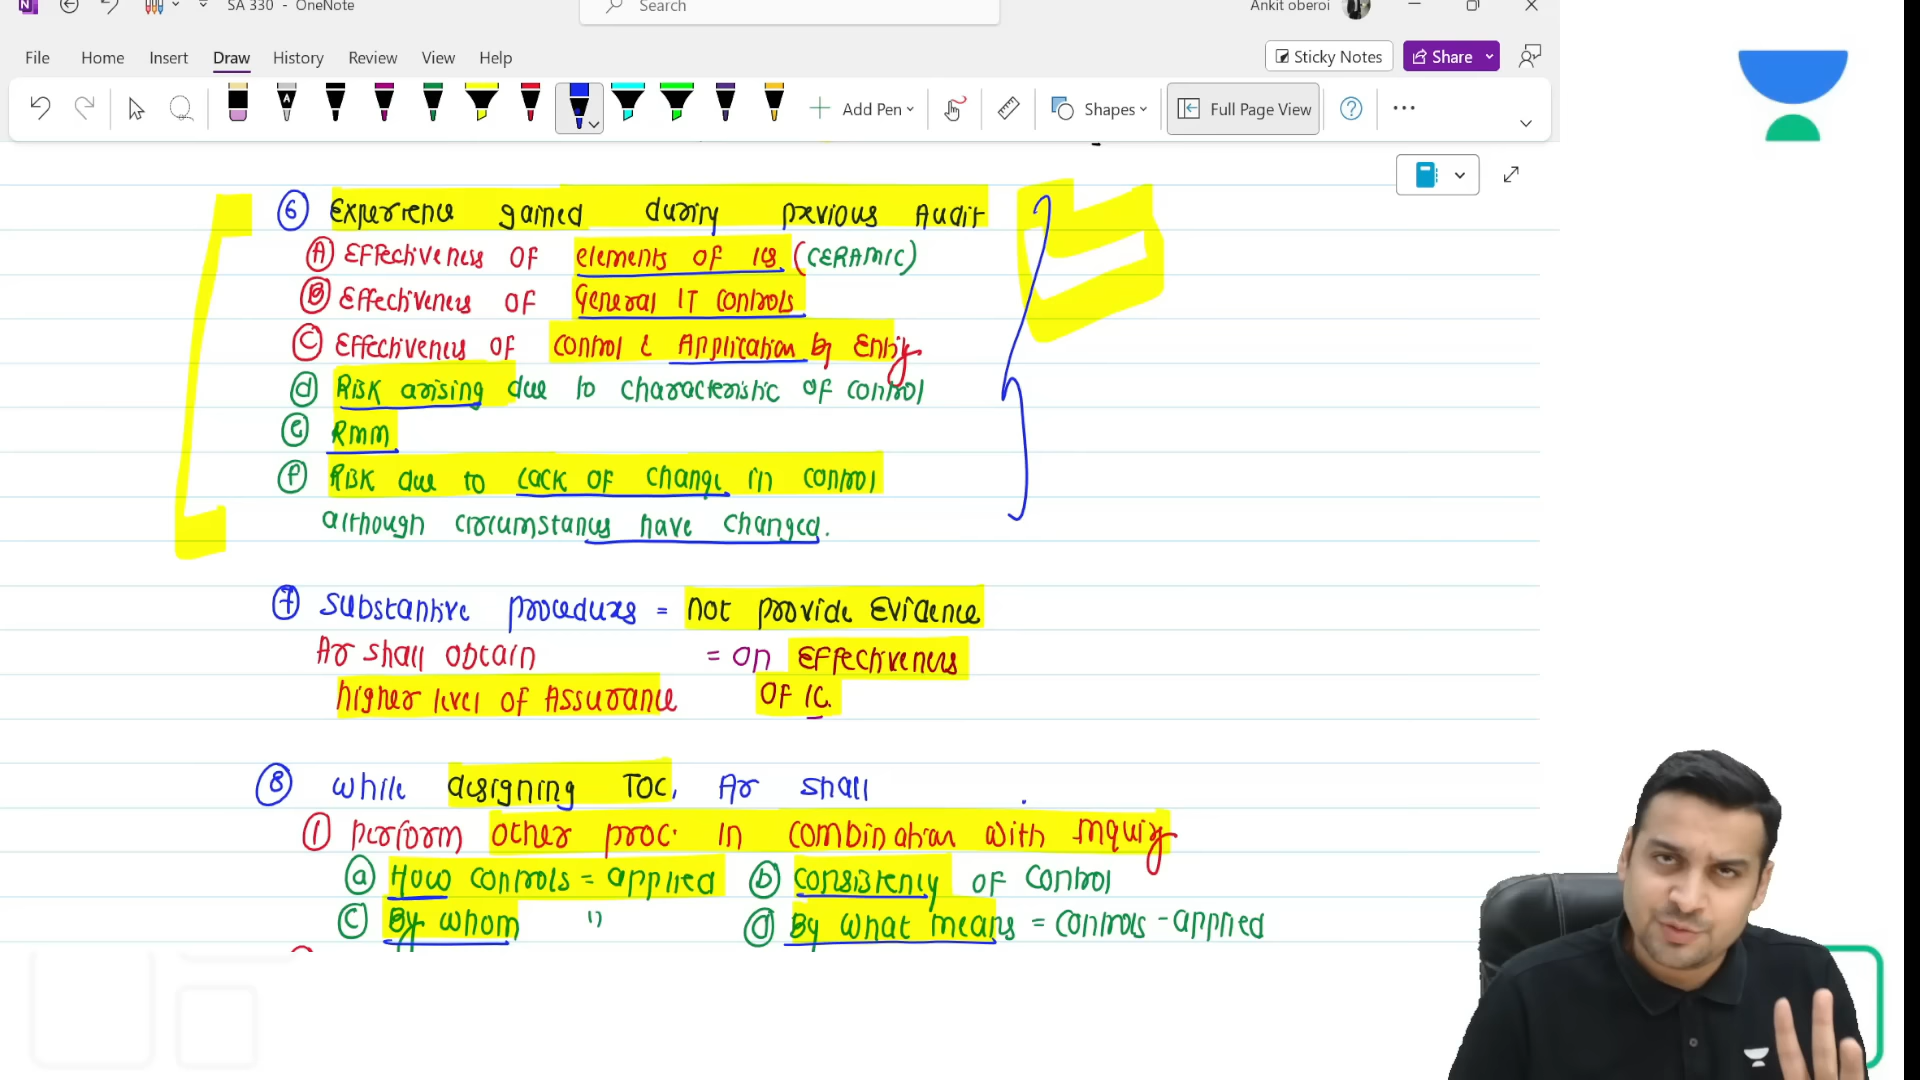 SA 330 - OneNote
Search
Ankit oberoi
File Home Insert Draw History Review View Help
Sticky Notes
Share
Add Pen
Shapes
Full Page View
6 Experience gained during previous Audit
A Effectiveness of elements of ICS (CERAMIC)
B Effectiveness of General IT Controls
C Effectiveness of control & Application by Entity
d Risk arising due to characteristic of control
e RMM
f Risk due to Lack of change in control
although circumstances have changed.
7 Substantive procedures = not provide Evidence
Ar shall obtain = on Effectiveness
higher level of Assurance of IC.
8 while designing TOC, Ar shall
1 perform other proc. in combination with inquiry
a How controls = applied b consistency of control
c By whom " d By what means = controls - applied